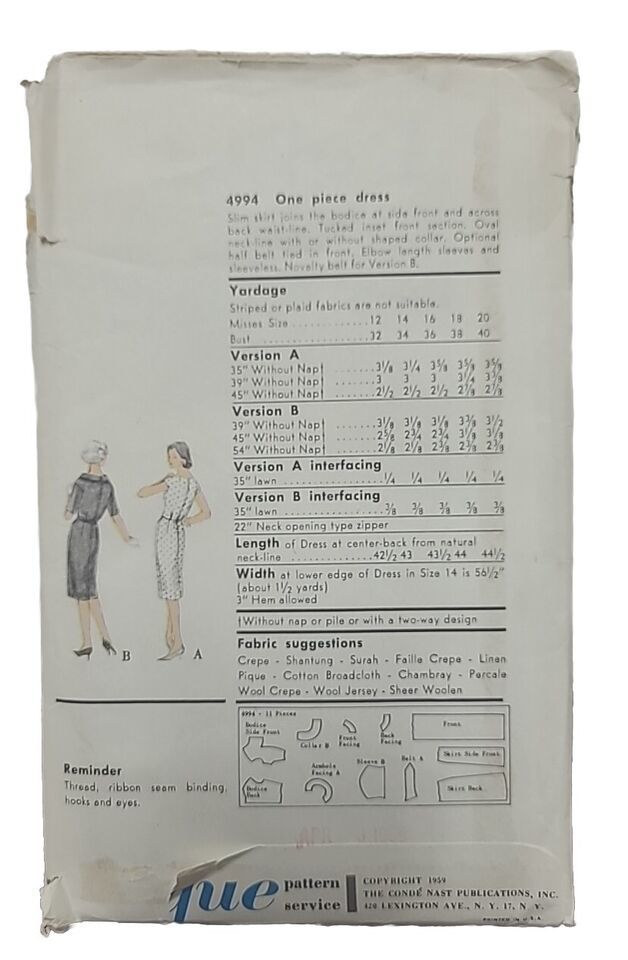 4994 One piece dress
Slim skirt joins the bodice at side front and across
back waist-line. Tucked inset front section. Oval
neck-line with or without shaped collar. Optional
half belt tied in front. Elbow length sleeves and
sleeveless. Novelty belt for Version B.
Yardage
Striped or plaid fabrics are not suitable.
Misses Size .............12 14 16 18 20
Bust ..................32 34 36 38 40
Version A
35" Without Nap† .......3⅛ 3¼ 3⅝ 3⅝ 3⅝
39" Without Nap† .......3 3 3 3¼ 3⅜
45" Without Nap† .......2½ 2½ 2½ 2⅞ 2⅞
Version B
39" Without Nap† .......3⅛ 3⅛ 3⅛ 3⅜ 3½
45" Without Nap† .......2⅝ 2¾ 2¾ 3⅛ 3⅛
54" Without Nap† .......2⅛ 2⅛ 2⅜ 2⅜ 2⅜
Version A interfacing
35" lawn ...............¼ ¼ ¼ ¼ ¼
Version B interfacing
35" lawn ...............⅜ ⅜ ⅜ ⅜ ⅜
22" Neck opening type zipper
Length of Dress at center-back from natural
neck-line .............42½ 43 43½ 44 44½
Width at lower edge of Dress in Size 14 is 56½"
(about 1½ yards)
3" Hem allowed
†Without nap or pile or with a two-way design
Fabric suggestions
Crepe - Shantung - Surah - Faille Crepe - Linen
Pique - Cotton Broadcloth - Chambray - Percale
Wool Crepe - Wool Jersey - Sheer Woolen
B
A
Reminder
Thread, ribbon seam binding,
hooks and eyes.
4994 - 11 Pieces
Bodice
Side Front
Collar B
Front
Facing
Back
Facing
Front
Skirt Side Front
Armhole
Facing A
Sleeve B
Belt A
Bodice
Back
Skirt Back
gue pattern
service
COPYRIGHT 1959
THE CONDÉ NAST PUBLICATIONS, INC.
420 LEXINGTON AVE., N. Y. 17, N. Y.
PRINTED IN U.S.A.